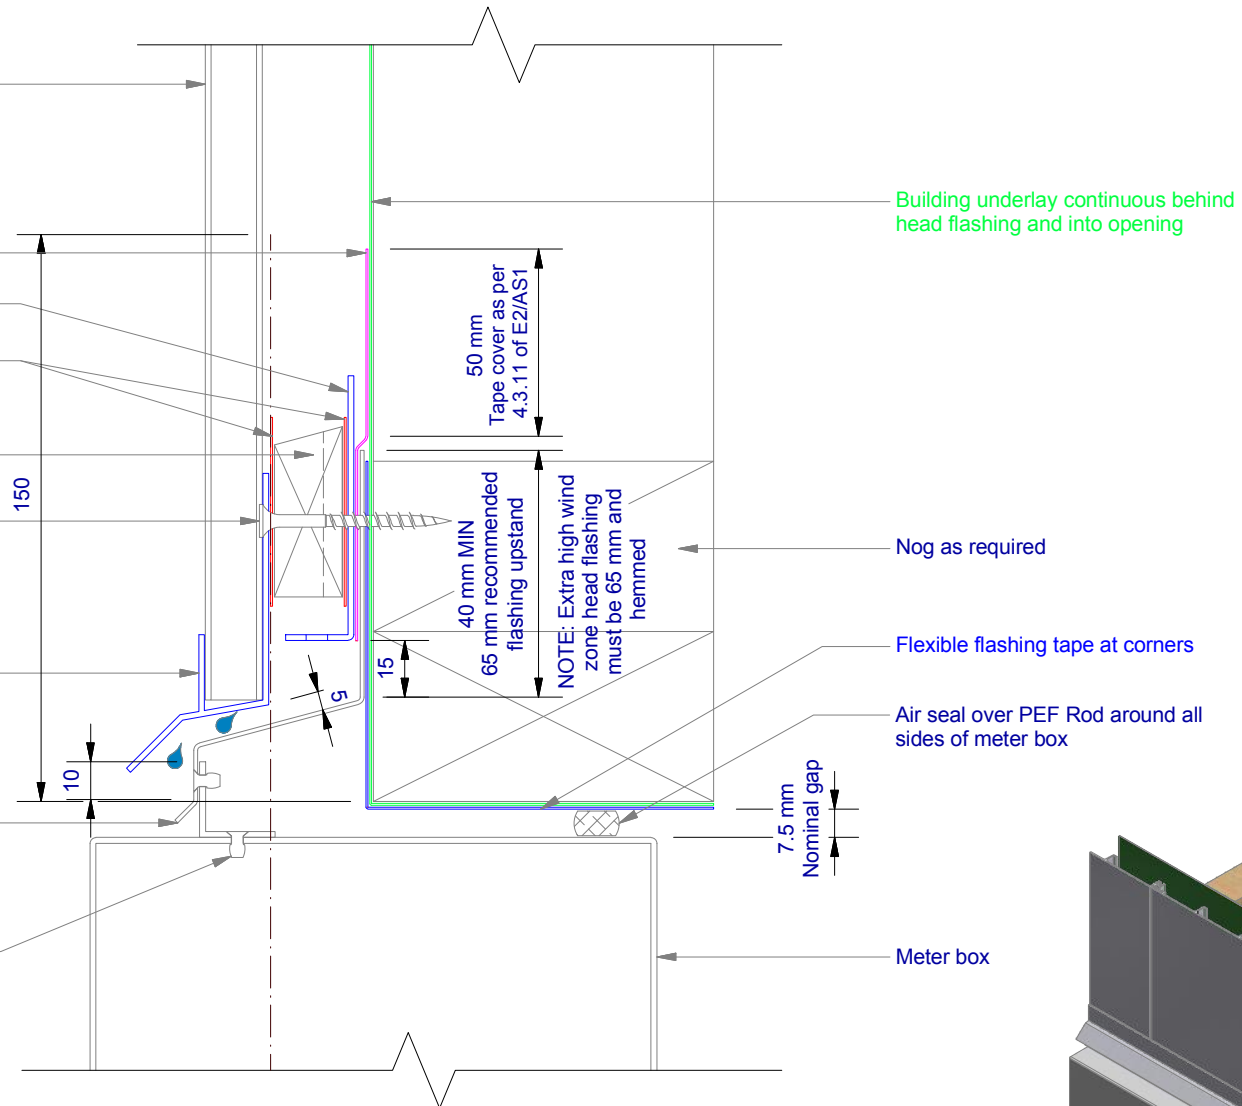 Building underlay continuous behind
head flashing and into opening
50 mm
Tape cover as per
4.3.11 of E2/AS1
150
40 mm MIN
65 mm recommended
flashing upstand
NOTE: Extra high wind
zone head flashing
must be 65 mm and
hemmed
Nog as required
Flexible flashing tape at corners
15
5
Air seal over PEF Rod around all
sides of meter box
10
7.5 mm
Nominal gap
Meter box